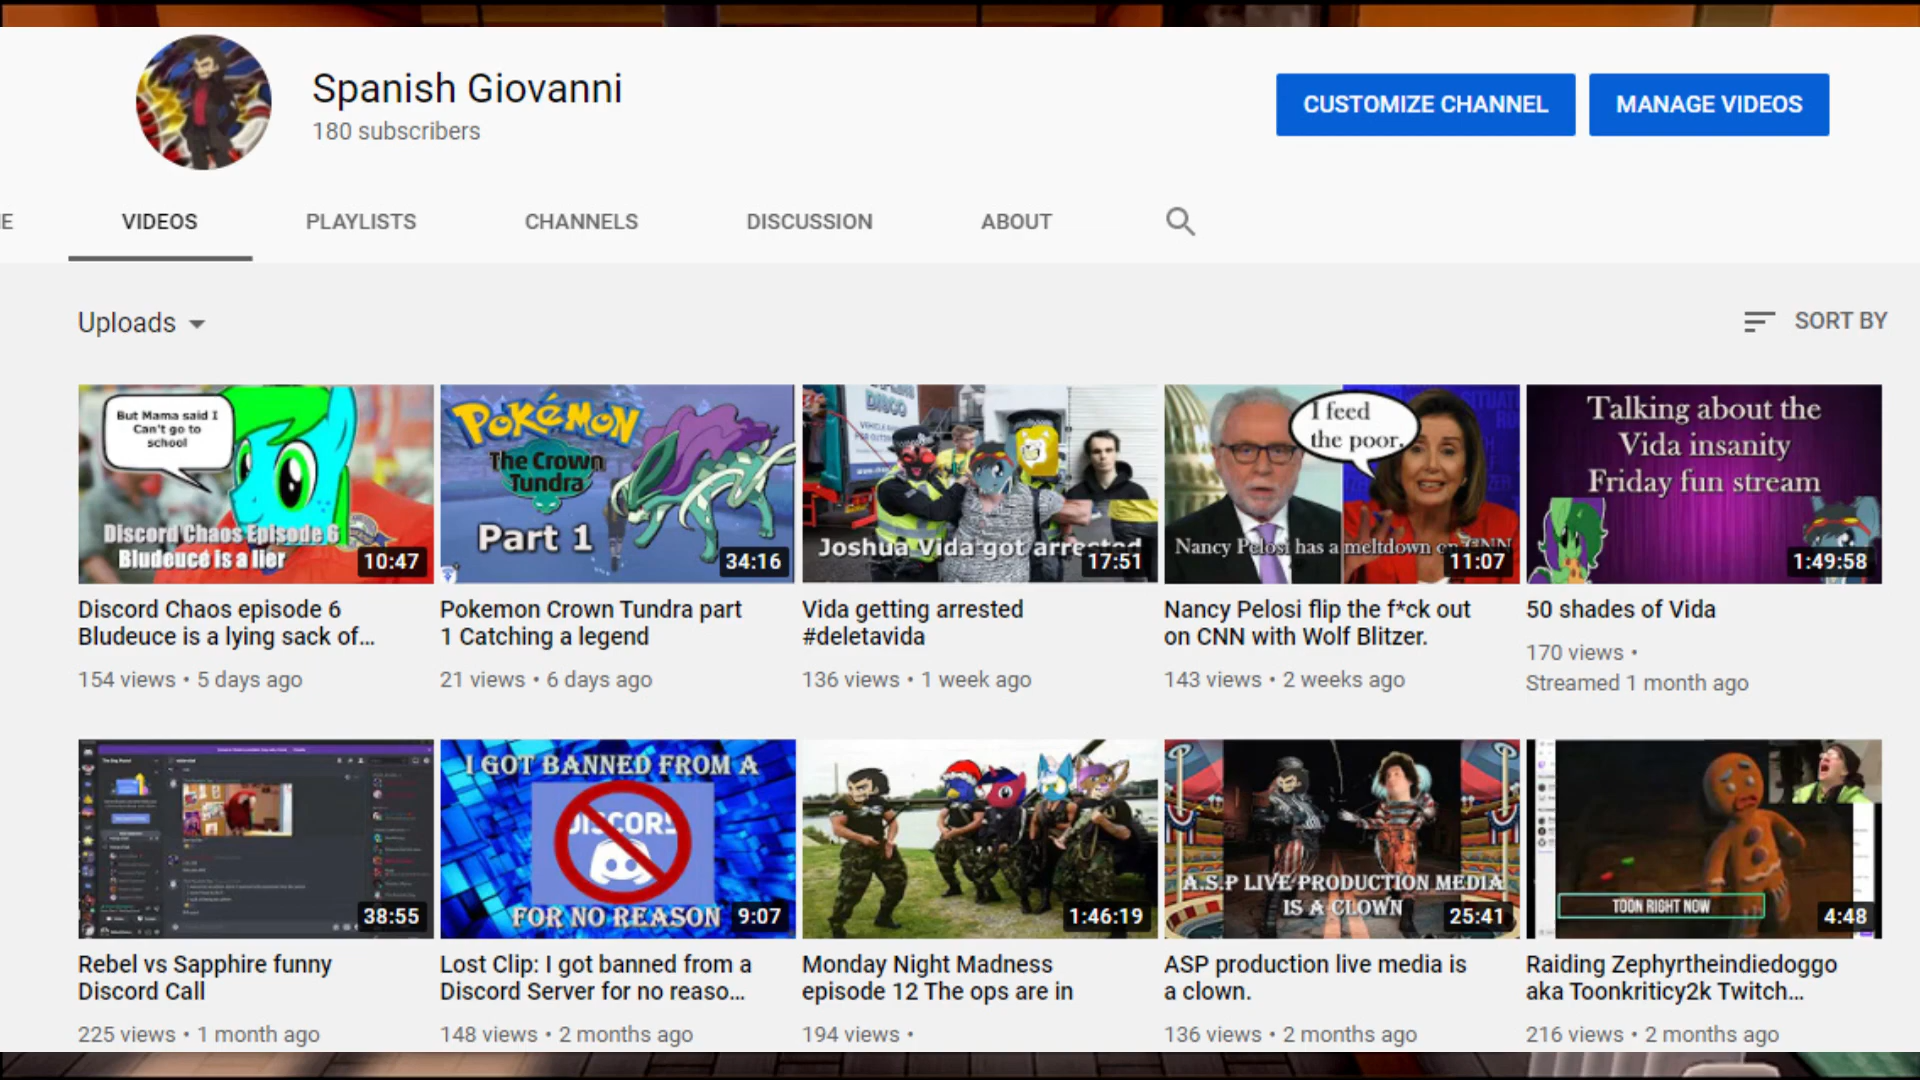 Spanish Giovanni
180 subscribers
CUSTOMIZE CHANNEL
MANAGE VIDEOS
E
VIDEOS
PLAYLISTS
CHANNELS
DISCUSSION
ABOUT
Uploads
SORT BY
But Mama said I
Can't go to
school
Discord Chaos Episode 6
Bludeuce is a lier
10:47
POKéMON
The Crown
Tundra
Part 1
34:16
DISCO
Joshua Vida got arrested
17:51
I feed
the poor.
Nancy Pelosi has a meltdown on CNN
11:07
Talking about the
Vida insanity
Friday fun stream
1:49:58
Discord Chaos episode 6
Bludeuce is a lying sack of...
154 views • 5 days ago
Pokemon Crown Tundra part
1 Catching a legend
21 views • 6 days ago
Vida getting arrested
#deletavida
136 views • 1 week ago
Nancy Pelosi flip the f*ck out
on CNN with Wolf Blitzer.
143 views • 2 weeks ago
50 shades of Vida
170 views •
Streamed 1 month ago
38:55
I GOT BANNED FROM A
DISCORD
FOR NO REASON
9:07
1:46:19
A.S.P LIVE PRODUCTION MEDIA
IS A CLOWN
25:41
TOON RIGHT NOW
4:48
Rebel vs Sapphire funny
Discord Call
225 views • 1 month ago
Lost Clip: I got banned from a
Discord Server for no reaso...
148 views • 2 months ago
Monday Night Madness
episode 12 The ops are in
194 views •
ASP production live media is
a clown.
136 views • 2 months ago
Raiding Zephyrtheindiedoggo
aka Toonkriticy2k Twitch...
216 views • 2 months ago